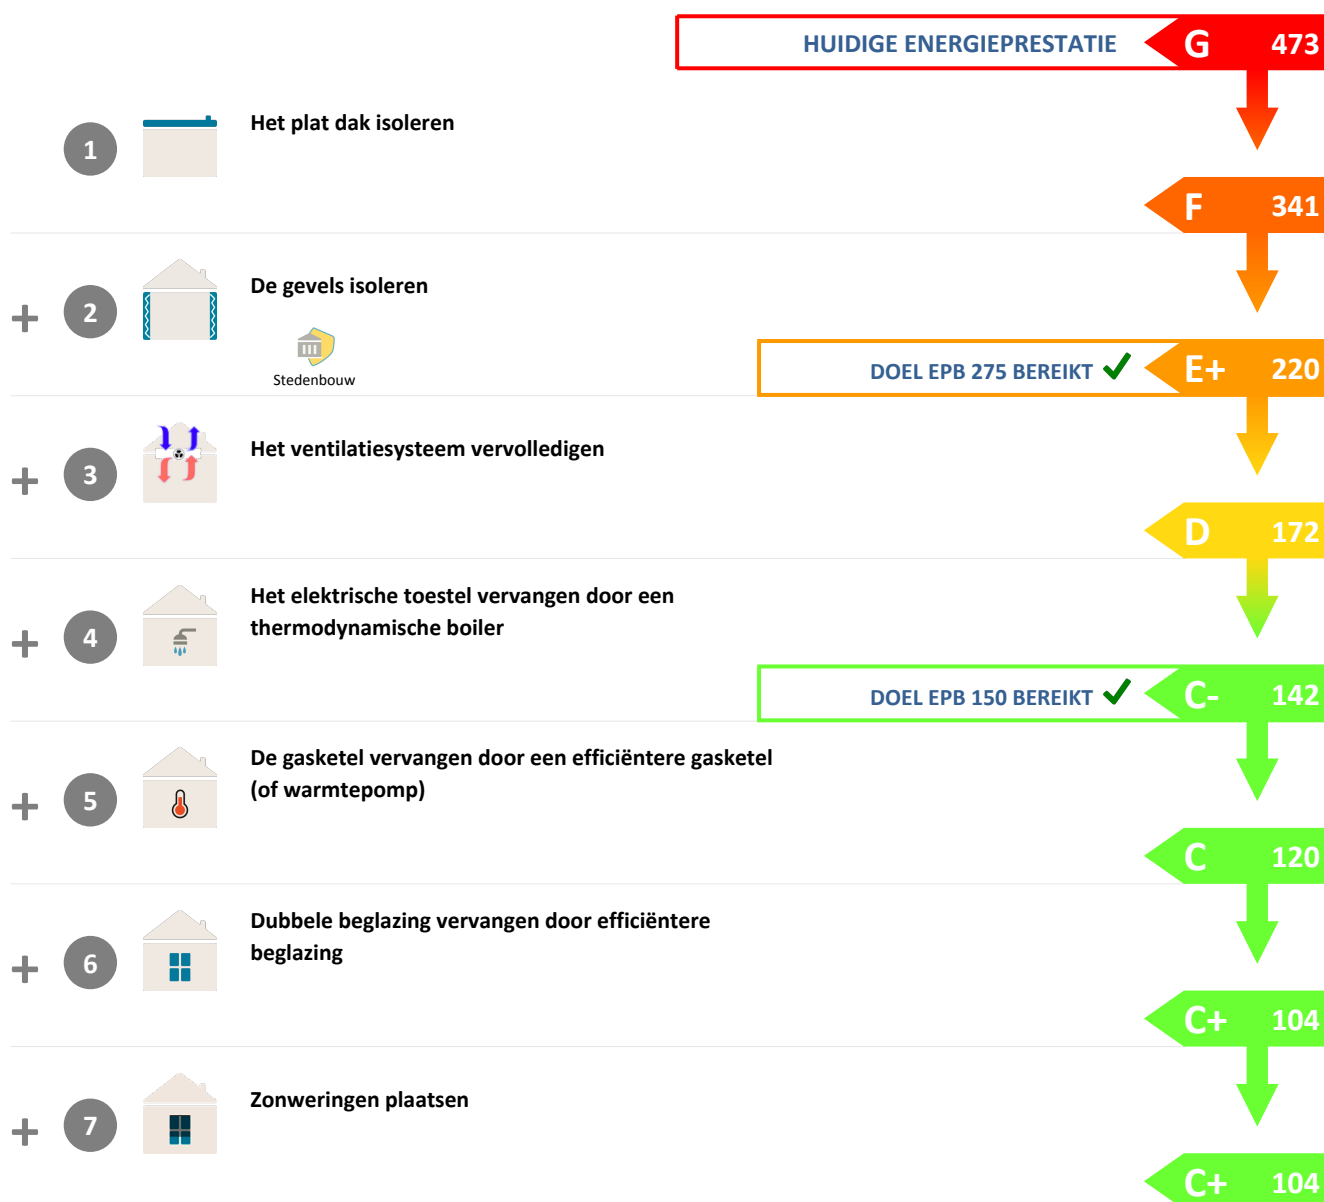 HUIDIGE ENERGIEPRESTATIE G 473
1 Het plat dak isoleren
F 341
+ 2 De gevels isoleren
Stedenbouw
DOEL EPB 275 BEREIKT E+ 220
+ 3 Het ventilatiesysteem vervolledigen
D 172
Het elektrische toestel vervangen door een
+ 4 thermodynamische boiler
DOEL EPB 150 BEREIKT C- 142
De gasketel vervangen door een efficiëntere gasketel
+ 5 (of warmtepomp)
C 120
Dubbele beglazing vervangen door efficiëntere
+ 6 beglazing
C+ 104
+ 7 Zonweringen plaatsen
C+ 104